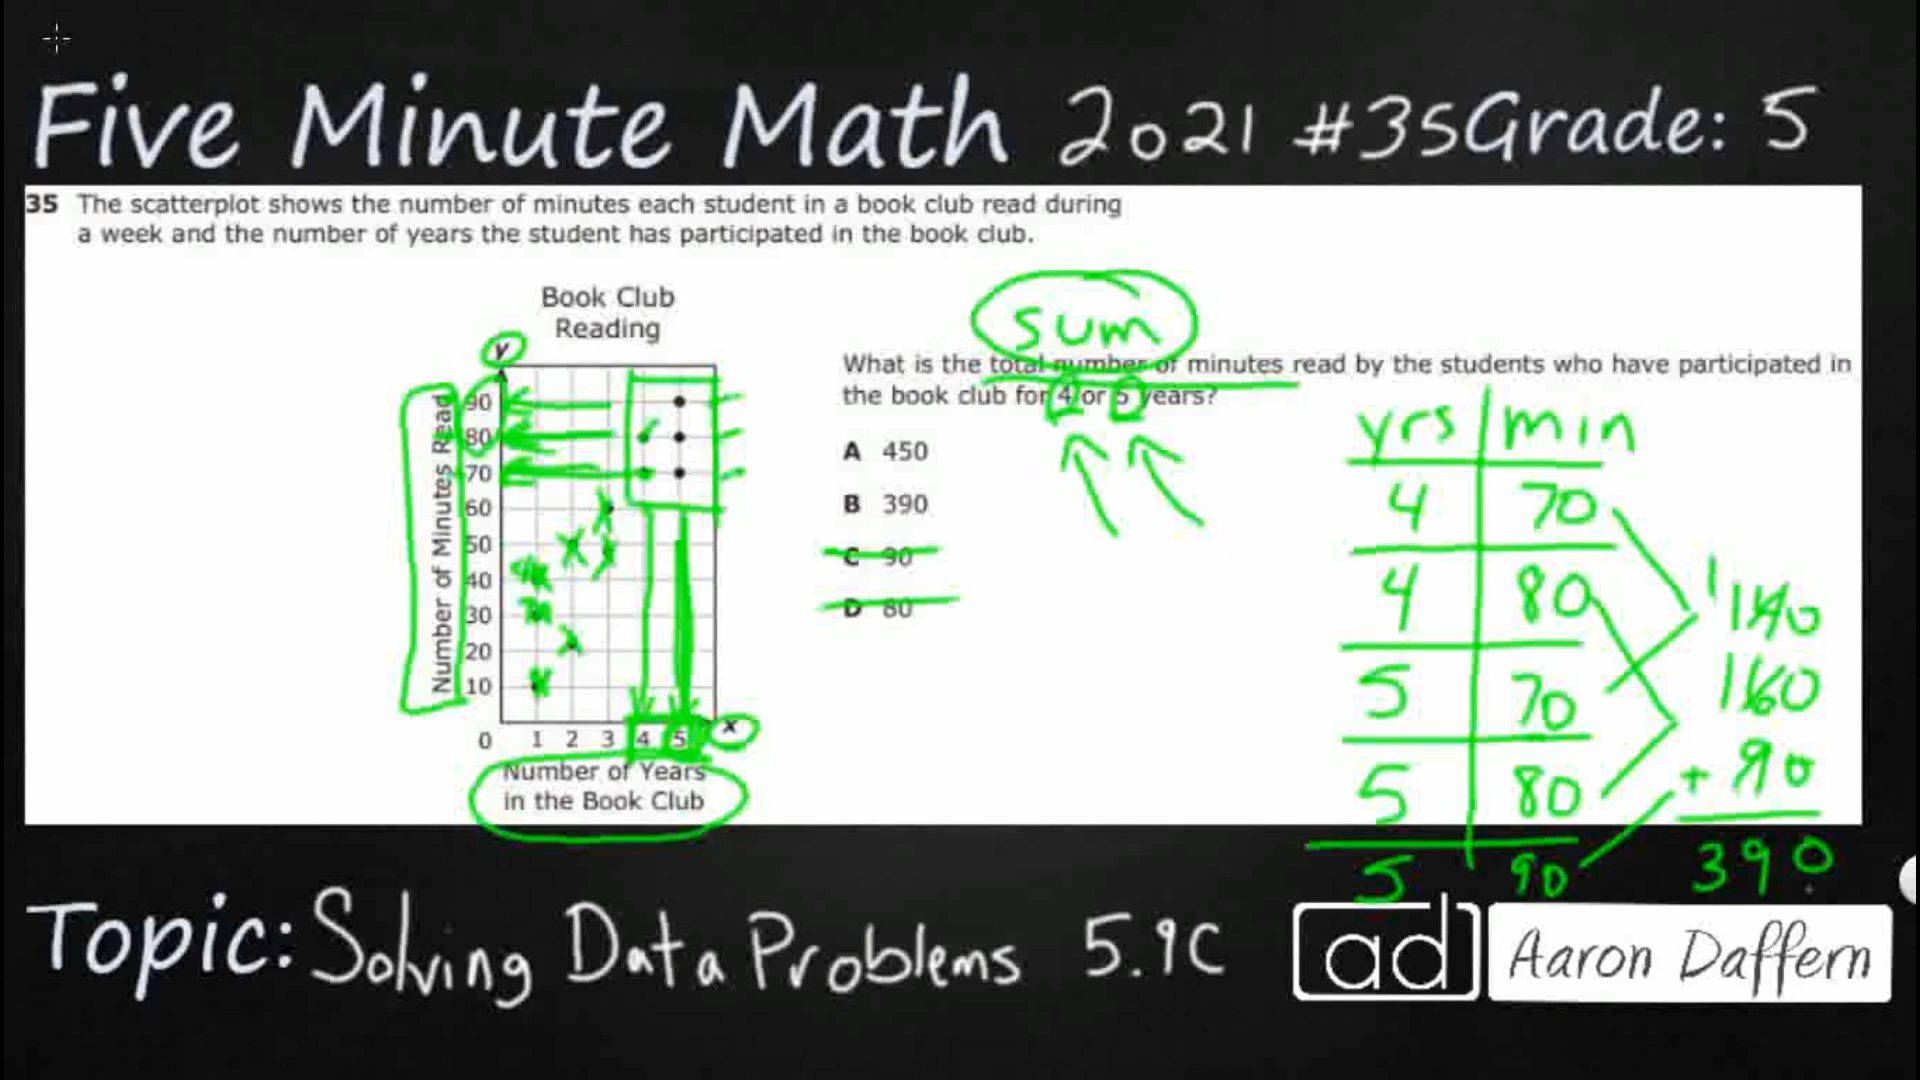 Five Minute Math 2021 #35 Grade: 5
35 The scatterplot shows the number of minutes each student in a book club read during
a week and the number of years the student has participated in the book club.
Book Club
Reading
y
Number of Minutes Read
90
80
70
60
50
40
30
20
10
0 1 2 3 4 5 x
Number of Years
in the Book Club
sum
What is the total number of minutes read by the students who have participated in
the book club for 4 or 5 years?
A 450
B 390
C 90
D 80
yrs min
4 70
4 80
5 70
5 80
5 90
1
140
160
+ 90
390
Topic: Solving Data Problems 5.9C
ad Aaron Daffern